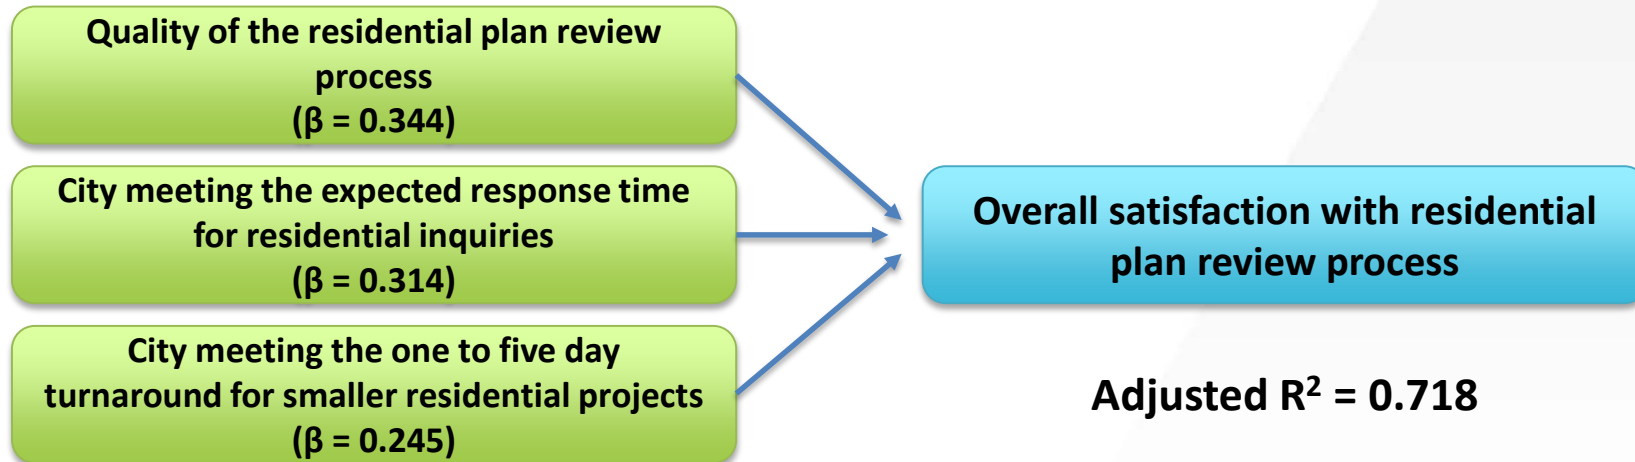 Quality of the residential plan review
process
(β = 0.344)
City meeting the expected response time
for residential inquiries
(β = 0.314)
City meeting the one to five day
turnaround for smaller residential projects
(β = 0.245)
Overall satisfaction with residential
plan review process
Adjusted R² = 0.718